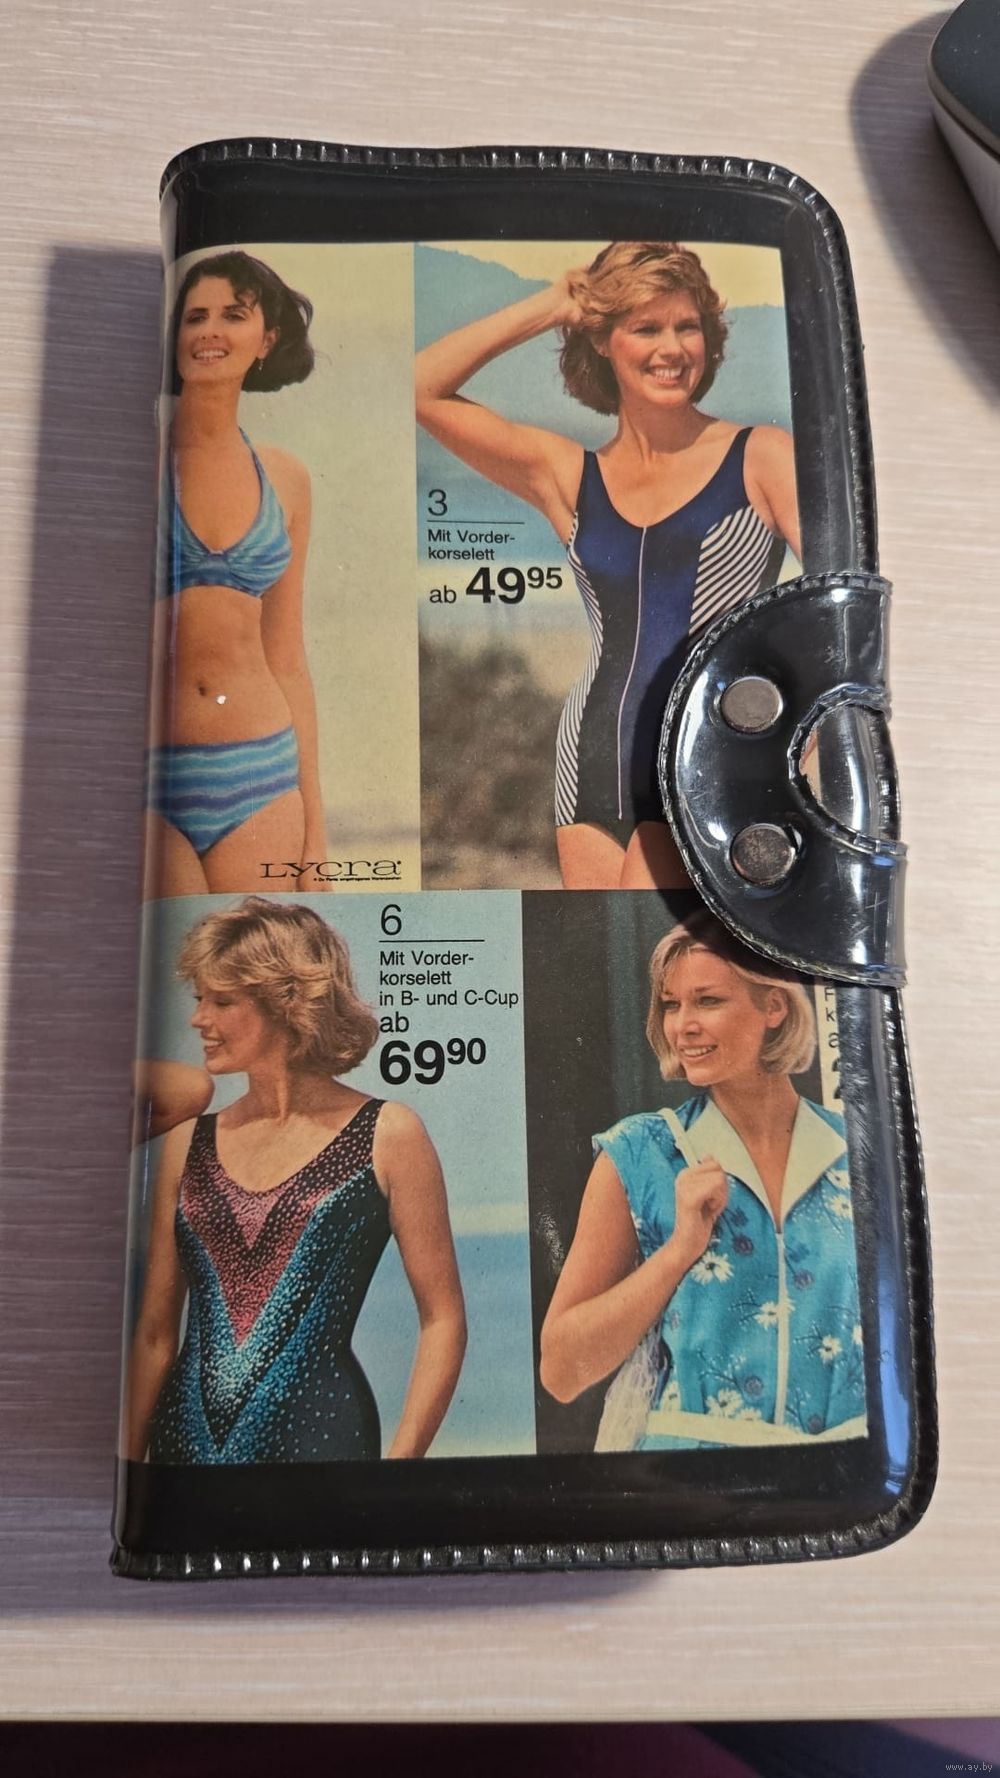 3
Mit Vorder-
korselett
ab 49⁹⁵
LYCRA®
6
Mit Vorder-
korselett
in B- und C-Cup
ab
69⁹⁰
F
k
a
www.ay.by